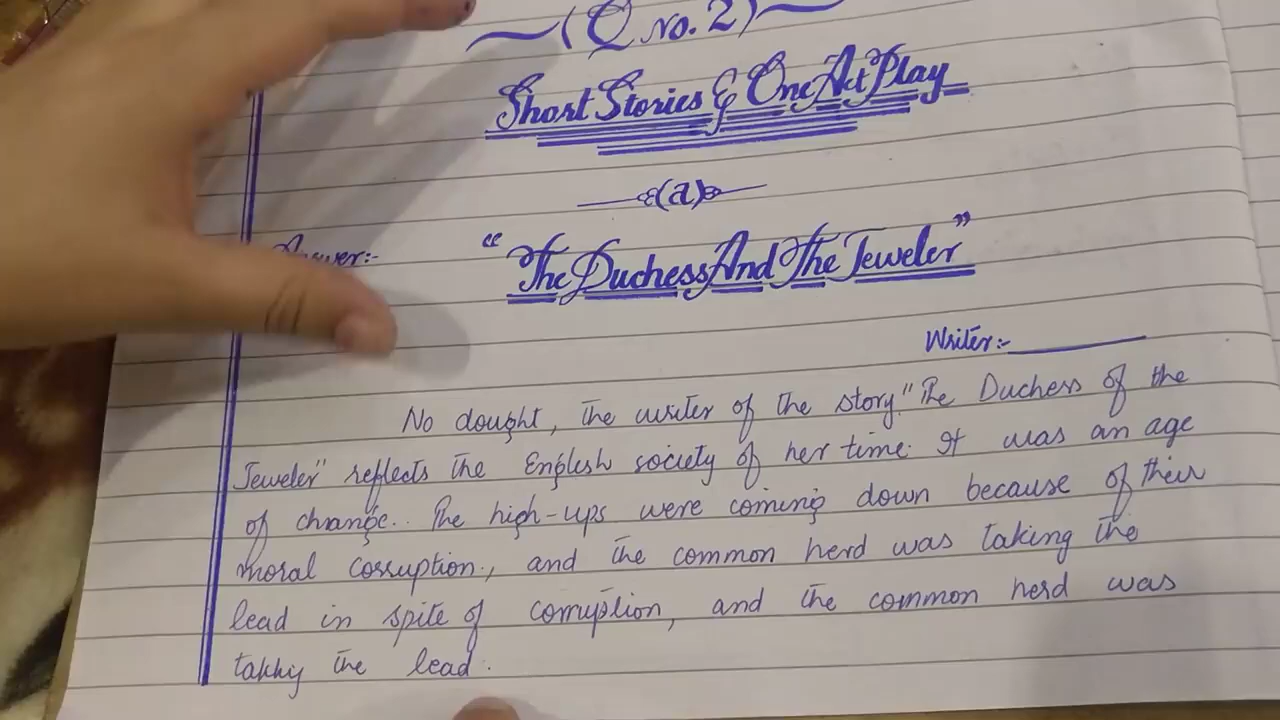 (Q No. 2)
Short Stories & One Act Play
(a)
Answer:-
"The Duchess And The Jeweler"
Writer:-
No dought, the writer of the story "The Duchess of the
Jeweler" reflects the English society of her time. It was an age
of change.. The high-ups were coming down because of their
moral corruption., and the common herd was taking the
lead in spite of corruption, and the common herd was
takhy the lead.